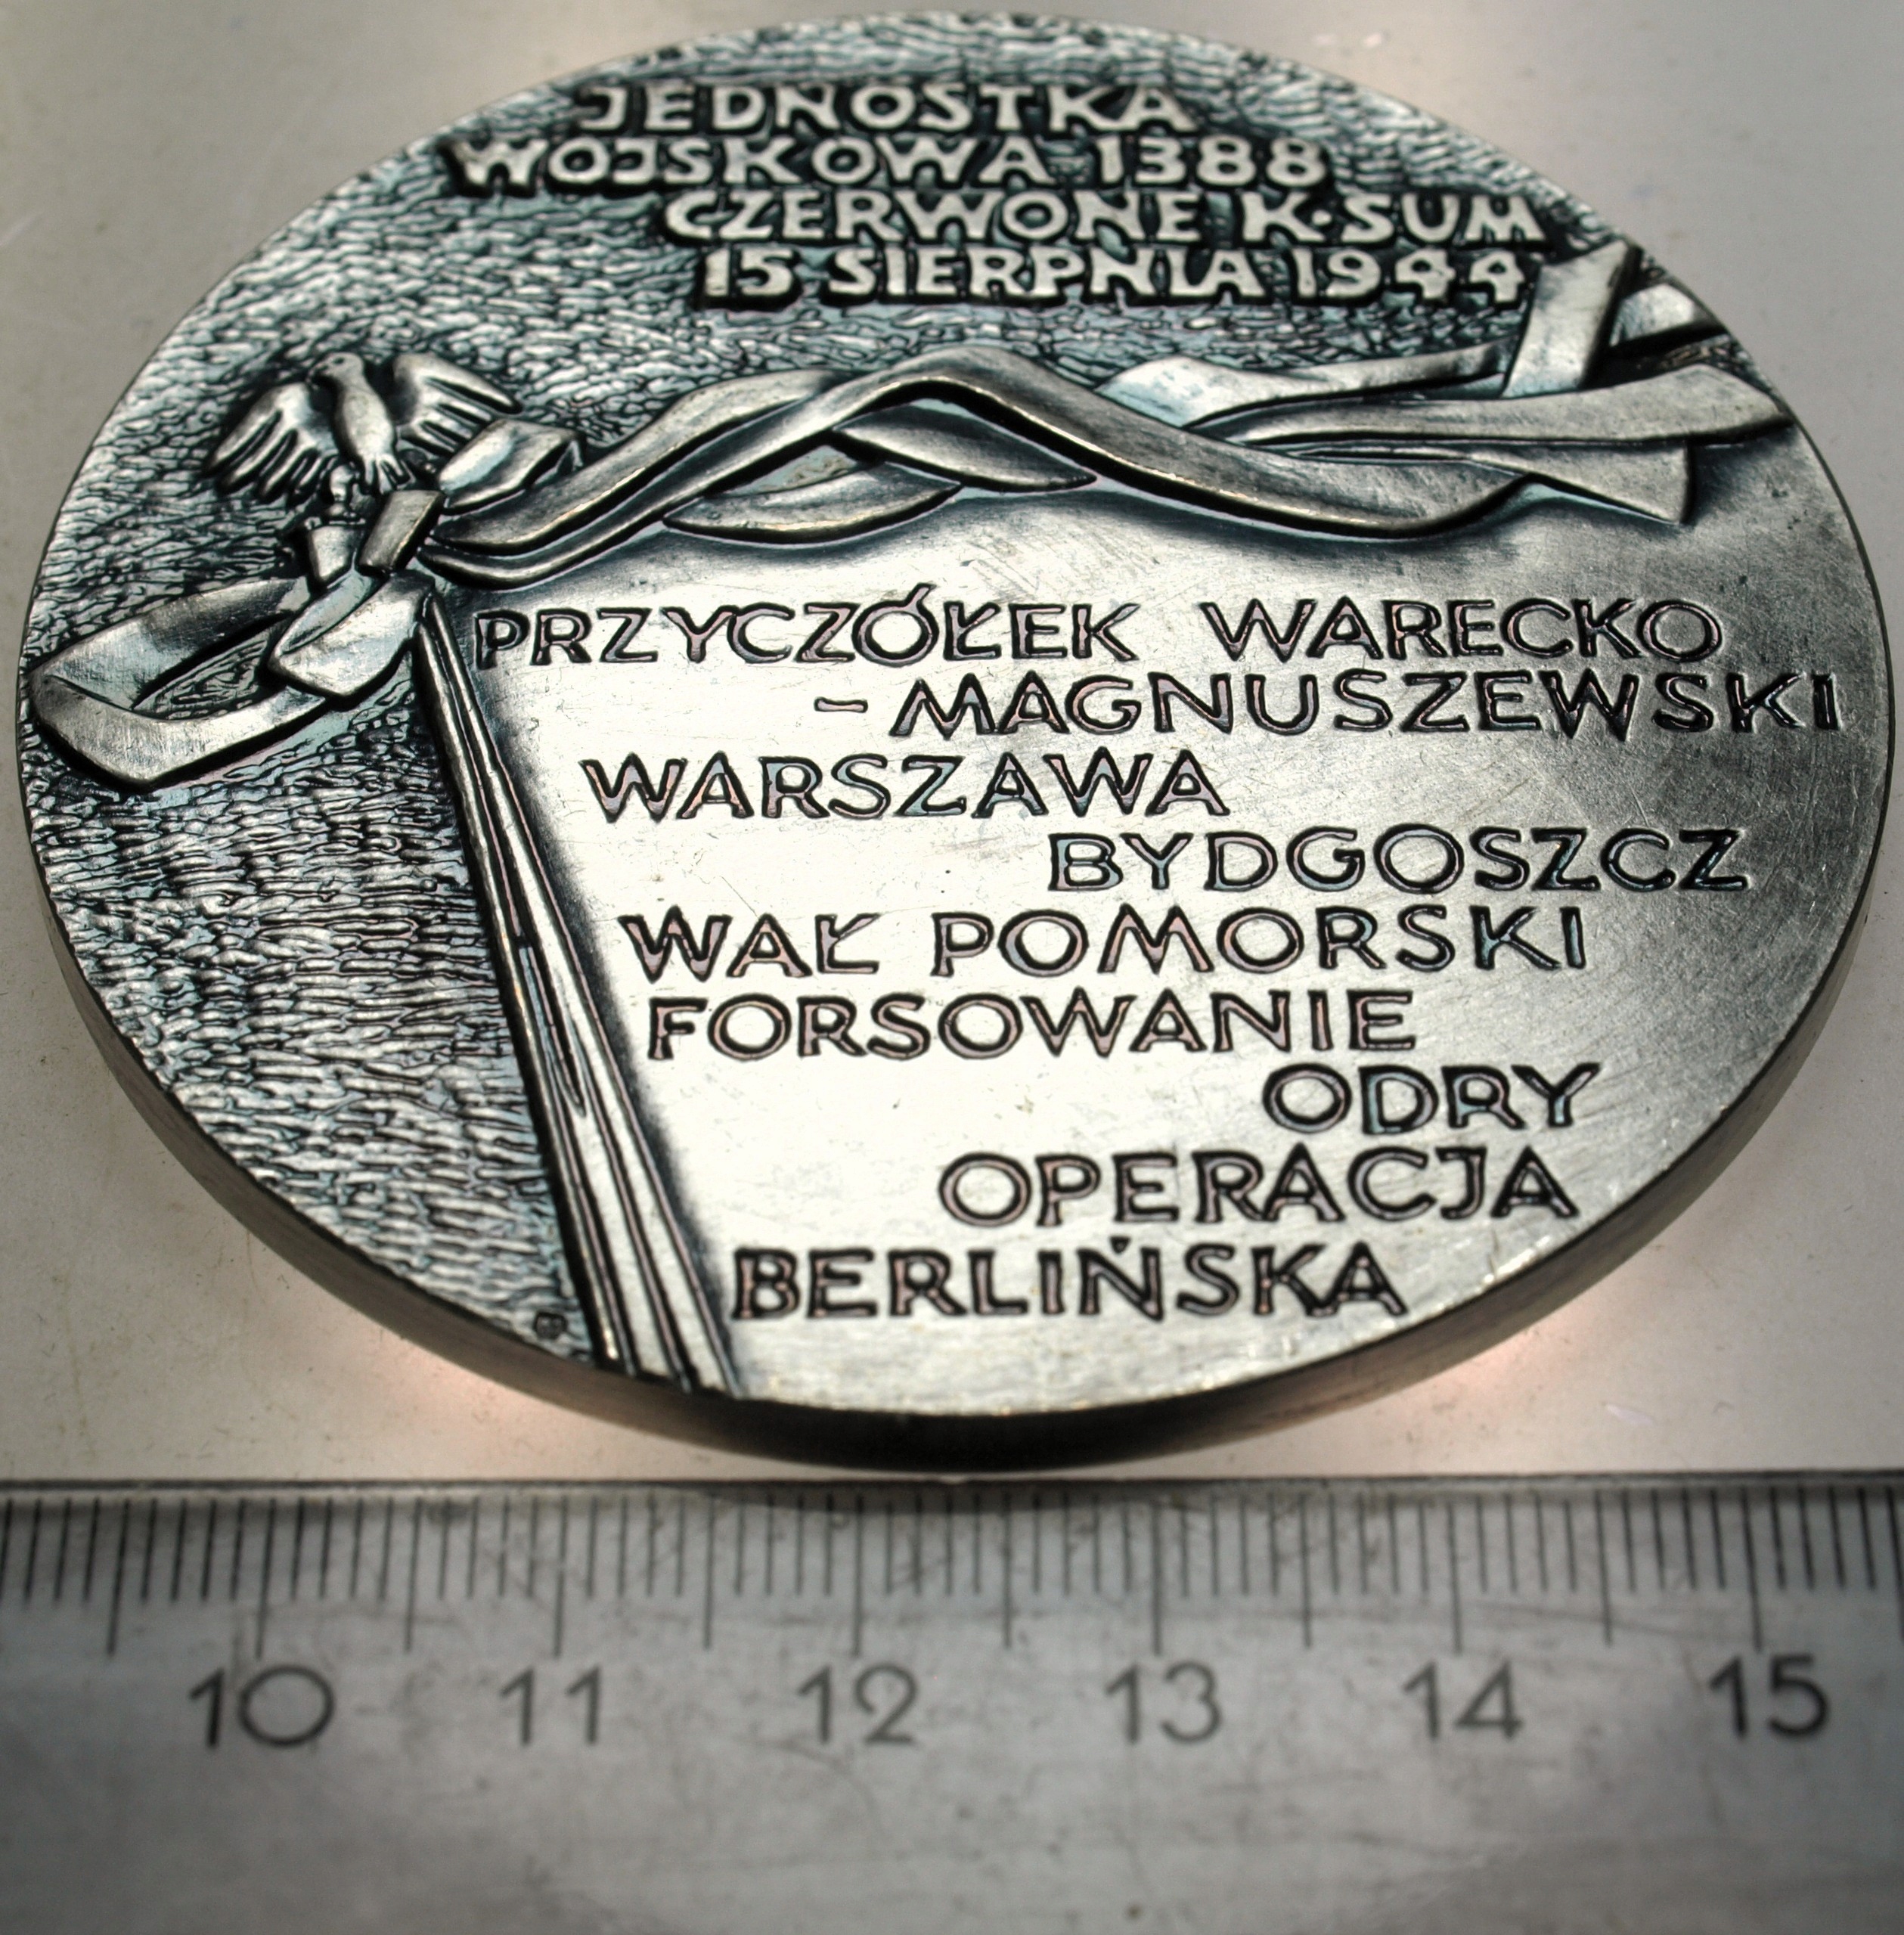 JEDNOSTKA
WOJSKOWA 1388
CZERWONE K·SUM
15 SIERPNIA 1944
PRZYCZÓŁEK WARECKO
-MAGNUSZEWSKI
WARSZAWA
BYDGOSZCZ
WAŁ POMORSKI
FORSOWANIE
ODRY
OPERACJA
BERLIŃSKA
10 11 12 13 14 15